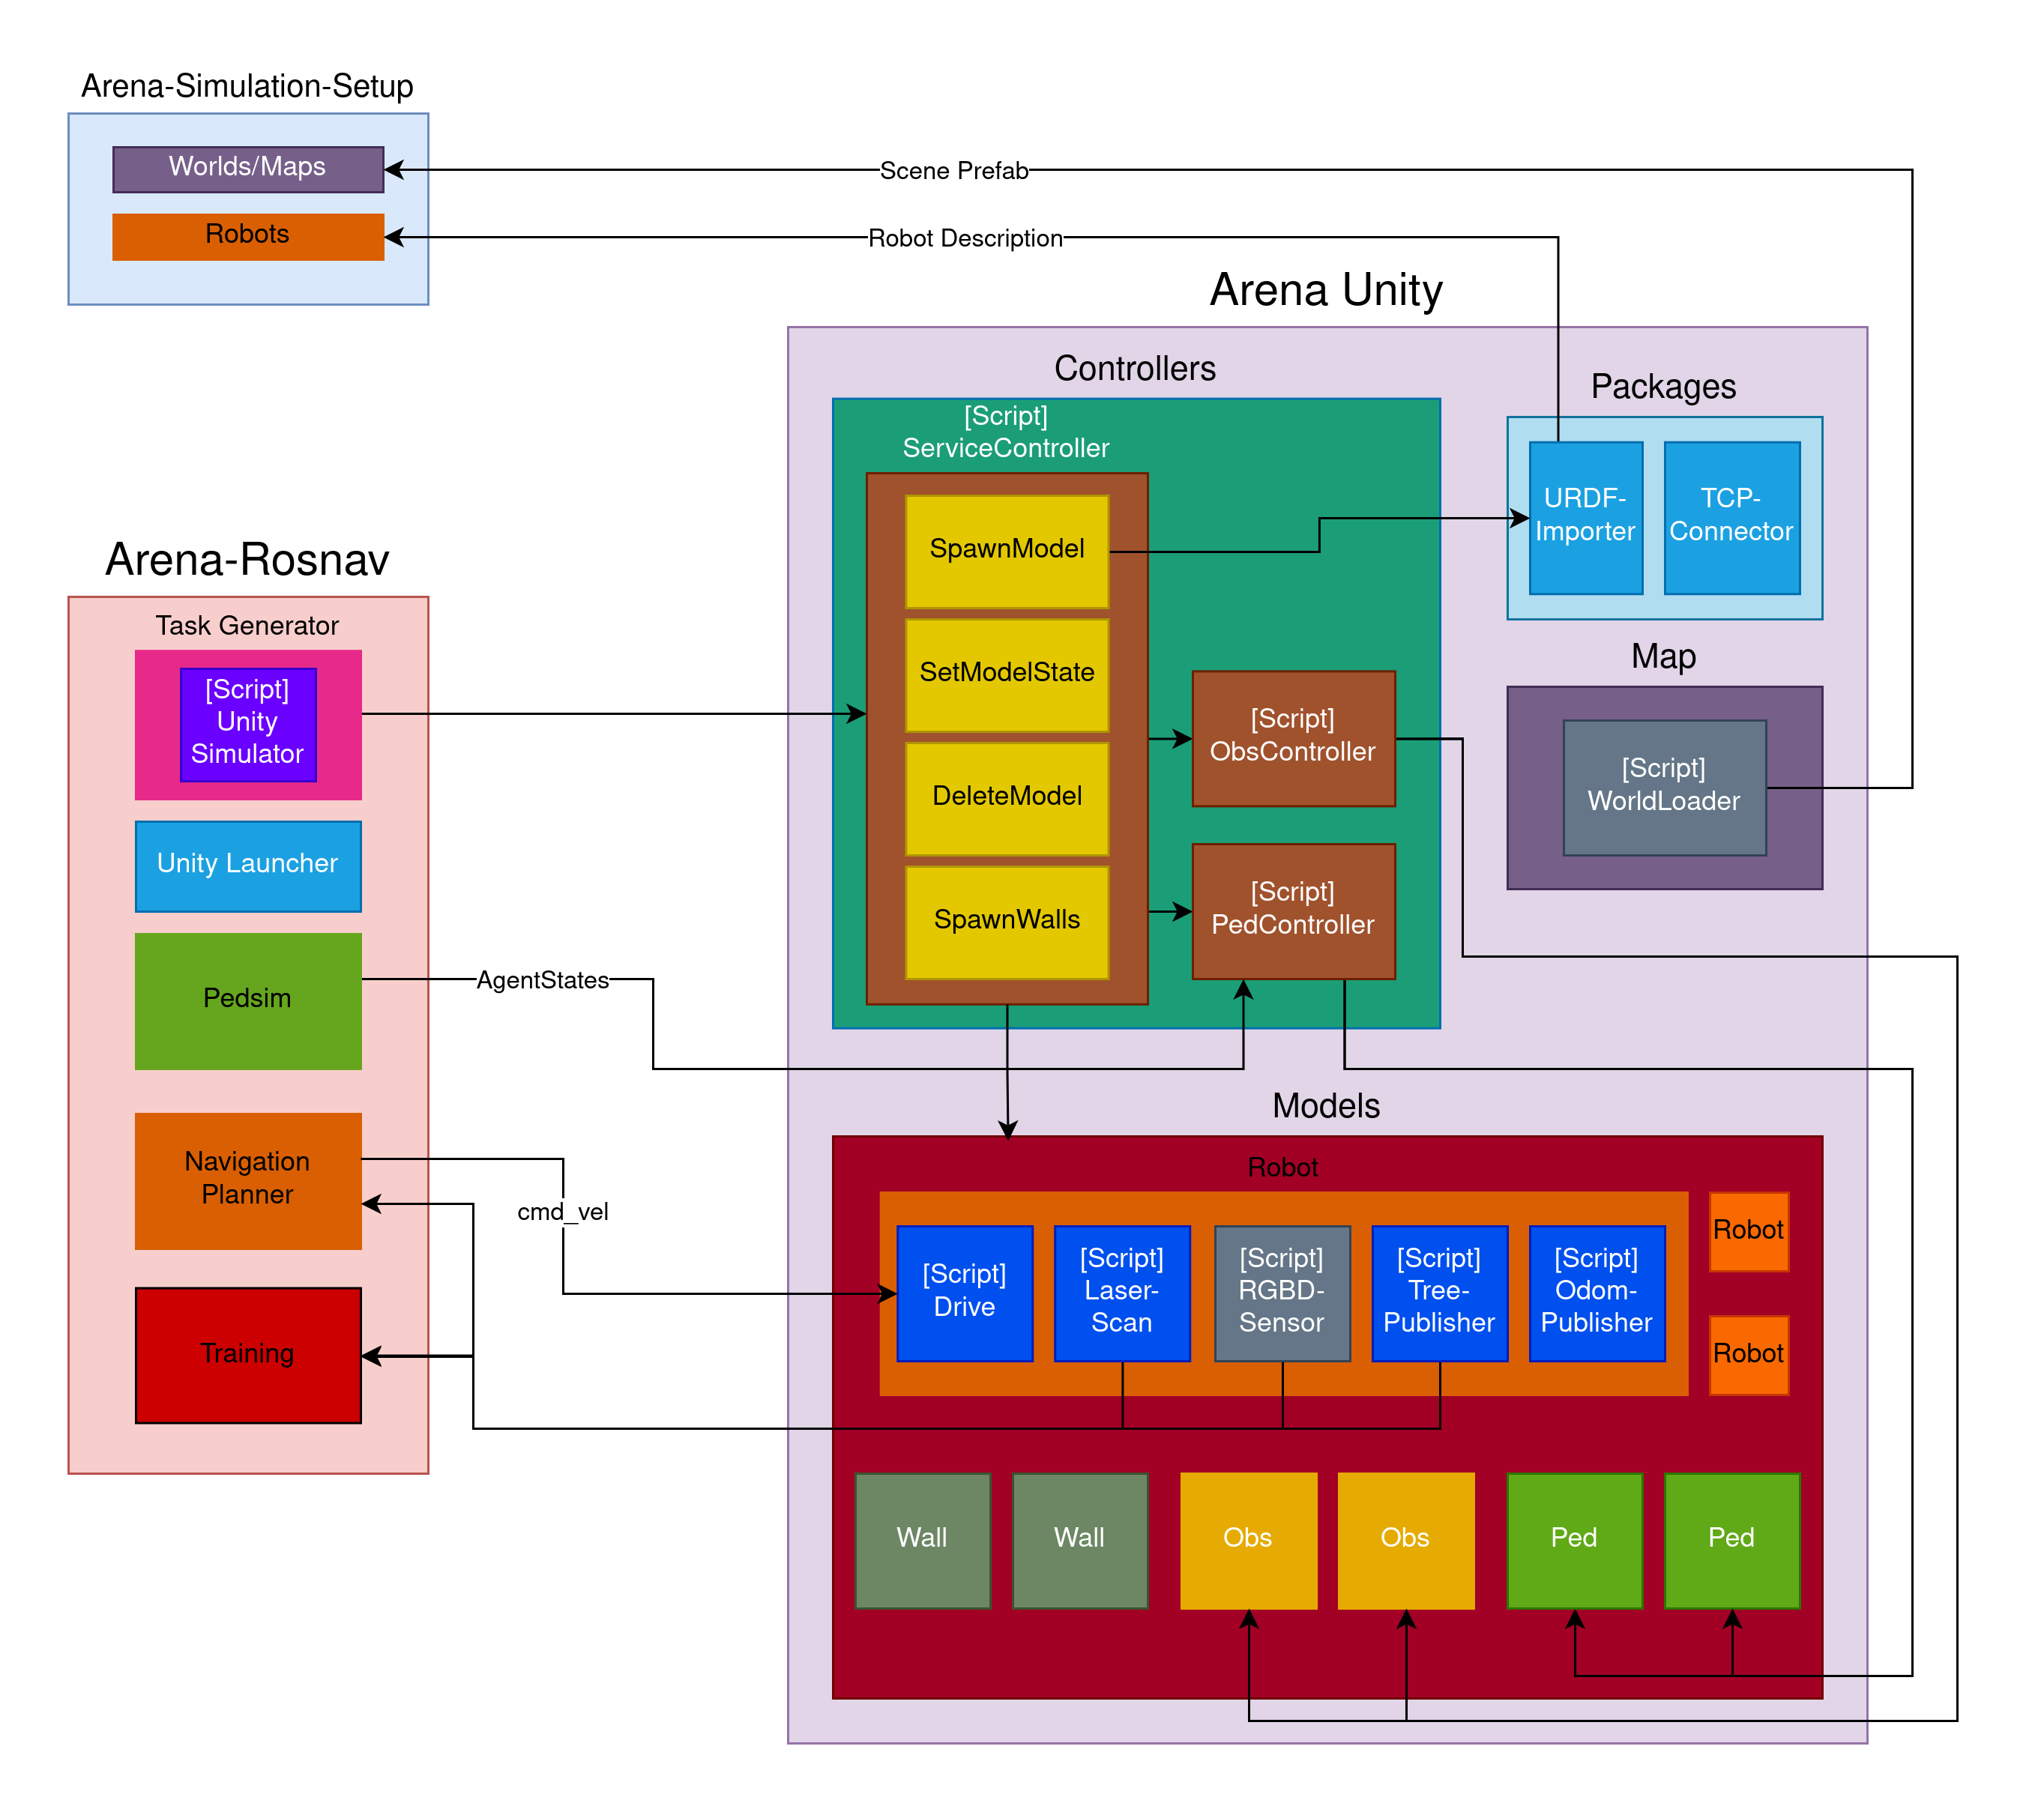 Arena-Simulation-Setup
Worlds/Maps
Robots
Scene Prefab
Robot Description
Arena Unity
Controllers
[Script]
ServiceController
SpawnModel
SetModelState
DeleteModel
SpawnWalls
[Script]
ObsController
[Script]
PedController
Packages
URDF-
Importer
TCP-
Connector
Map
[Script]
WorldLoader
Arena-Rosnav
Task Generator
[Script]
Unity
Simulator
Unity Launcher
Pedsim
AgentStates
Navigation
Planner
cmd_vel
Training
Models
Robot
[Script]
Drive
[Script]
Laser-
Scan
[Script]
RGBD-
Sensor
[Script]
Tree-
Publisher
[Script]
Odom-
Publisher
Robot
Robot
Wall
Wall
Obs
Obs
Ped
Ped